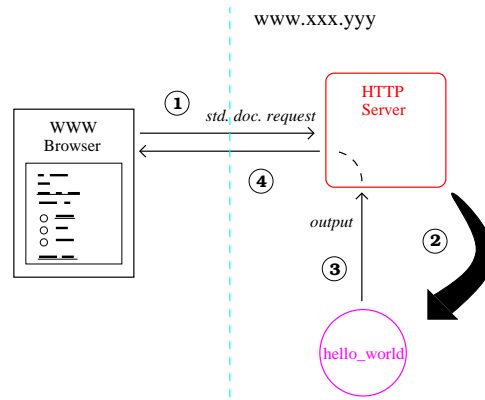 www.xxx.yyy
HTTP
Server
1
std. doc. request
WWW
Browser
4
output
2
3
hello_world